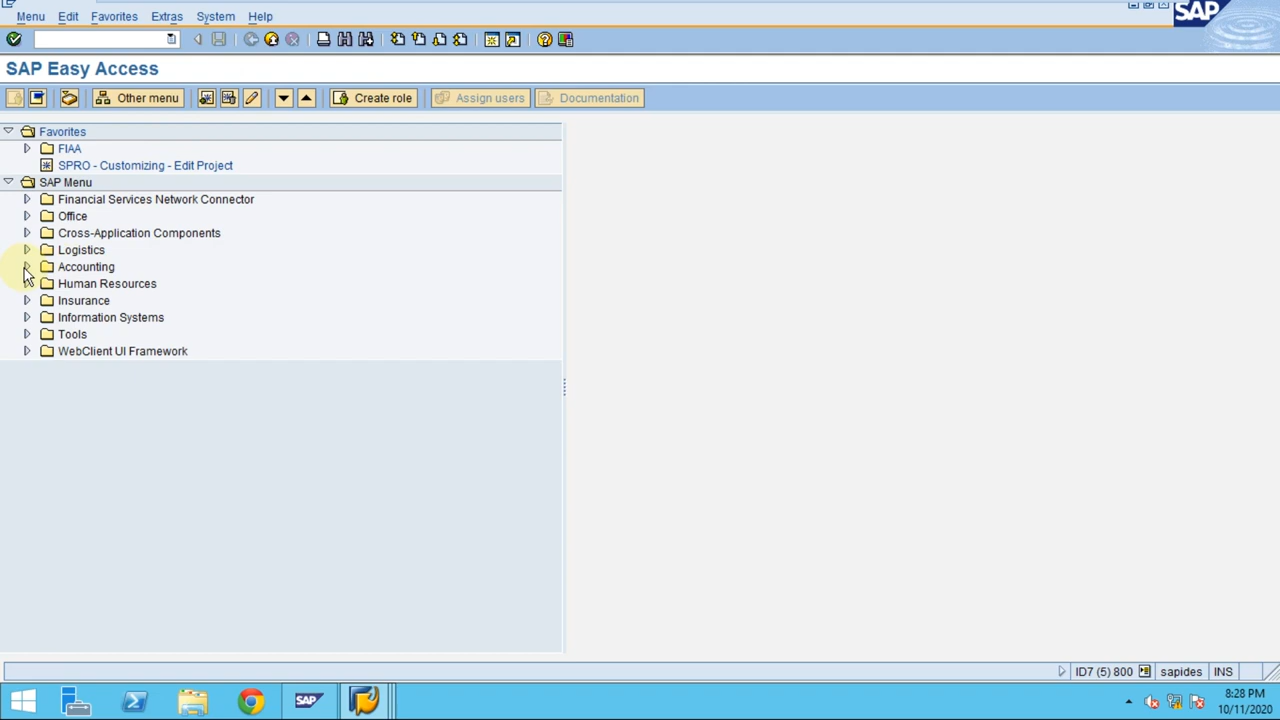 Menu Edit Favorites Extras System Help
SAP
SAP Easy Access
Other menu Create role Assign users Documentation
Favorites
FIAA
SPRO - Customizing - Edit Project
SAP Menu
Financial Services Network Connector
Office
Cross-Application Components
Logistics
Accounting
Human Resources
Insurance
Information Systems
Tools
WebClient UI Framework
ID7 (5) 800 sapides INS
SAP
8:28 PM
10/11/2020